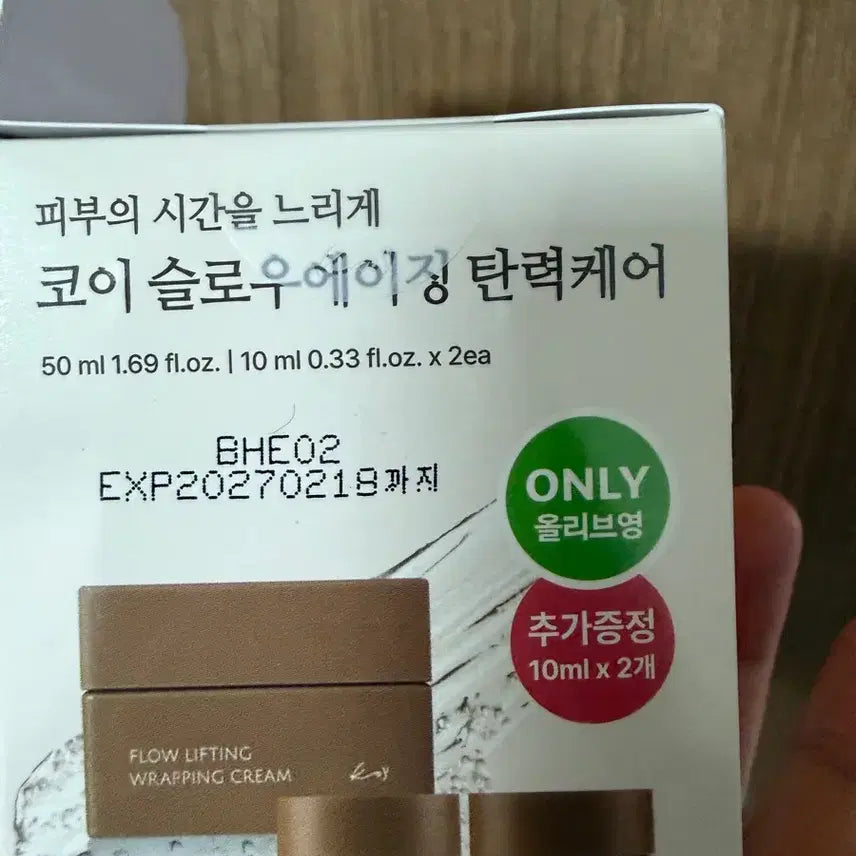 피부의 시간을 느리게
코이 슬로우에이징 탄력케어
50 ml 1.69 fl.oz. | 10 ml 0.33 fl.oz. x 2ea
BHE02
EXP20270218까지
ONLY
올리브영
추가증정
10ml x 2개
FLOW LIFTING
WRAPPING CREAM